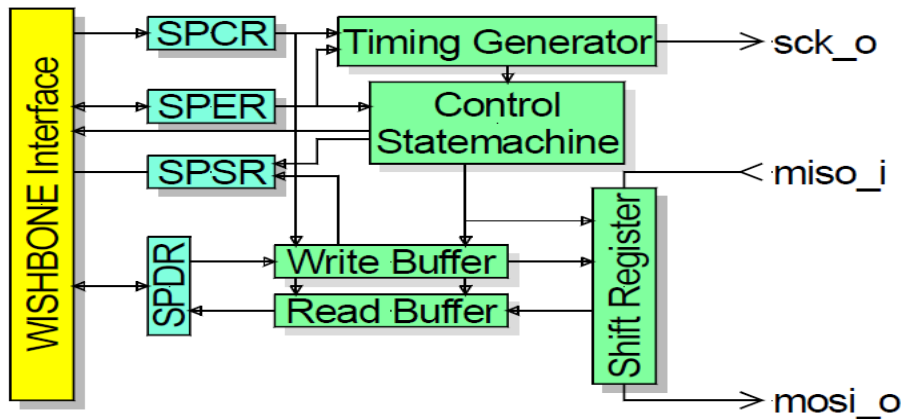 WISHBONE Interface
SPCR
Timing Generator
sck_o
SPER
Control
Statemachine
SPSR
miso_i
SPDR
Write Buffer
Read Buffer
Shift Register
mosi_o